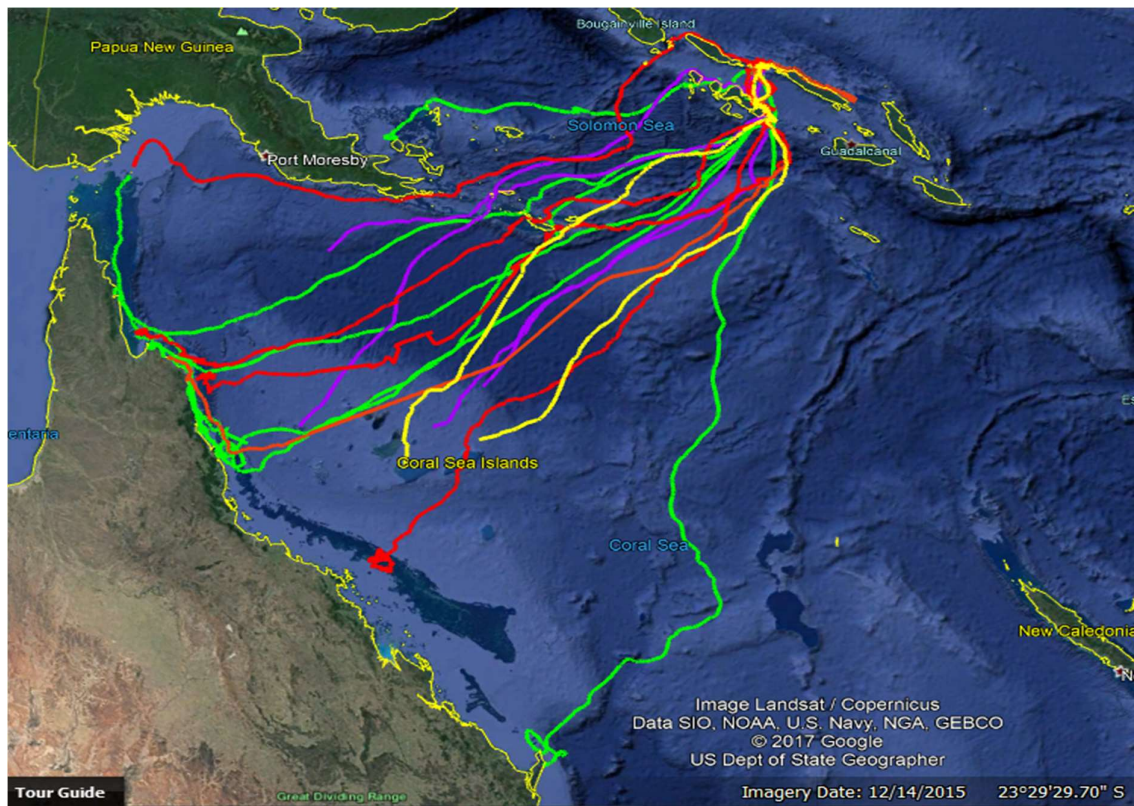 Bougainville Island
Papua New Guinea
Solomon Sea
Port Moresby
Guadalcanal
Es
entaria
Coral Sea Islands
Coral Sea
New Caledonia
N
Image Landsat / Copernicus
Data SIO, NOAA, U.S. Navy, NGA, GEBCO
© 2017 Google
US Dept of State Geographer
Tour Guide
Great Dividing Range
Imagery Date: 12/14/2015 23°29'29.70" S